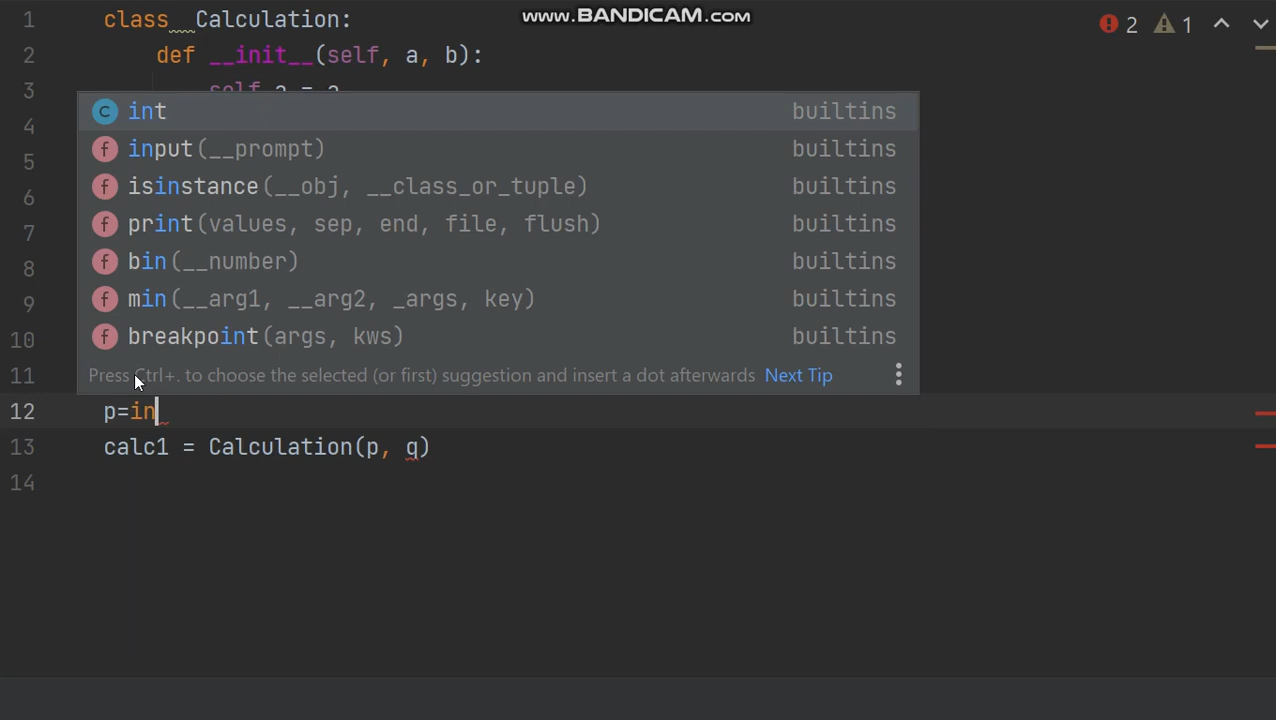 www.BANDICAM.com
2 1
1 class  Calculation:
2 def __init__(self, a, b):
3 self.a = a
4
5
6
7
8
9
10
11
int builtins
input(__prompt) builtins
isinstance(__obj, __class_or_tuple) builtins
print(values, sep, end, file, flush) builtins
bin(__number) builtins
min(__arg1, __arg2, _args, key) builtins
breakpoint(args, kws) builtins
Press Ctrl+. to choose the selected (or first) suggestion and insert a dot afterwards Next Tip
12 p=in
13 calc1 = Calculation(p, q)
14